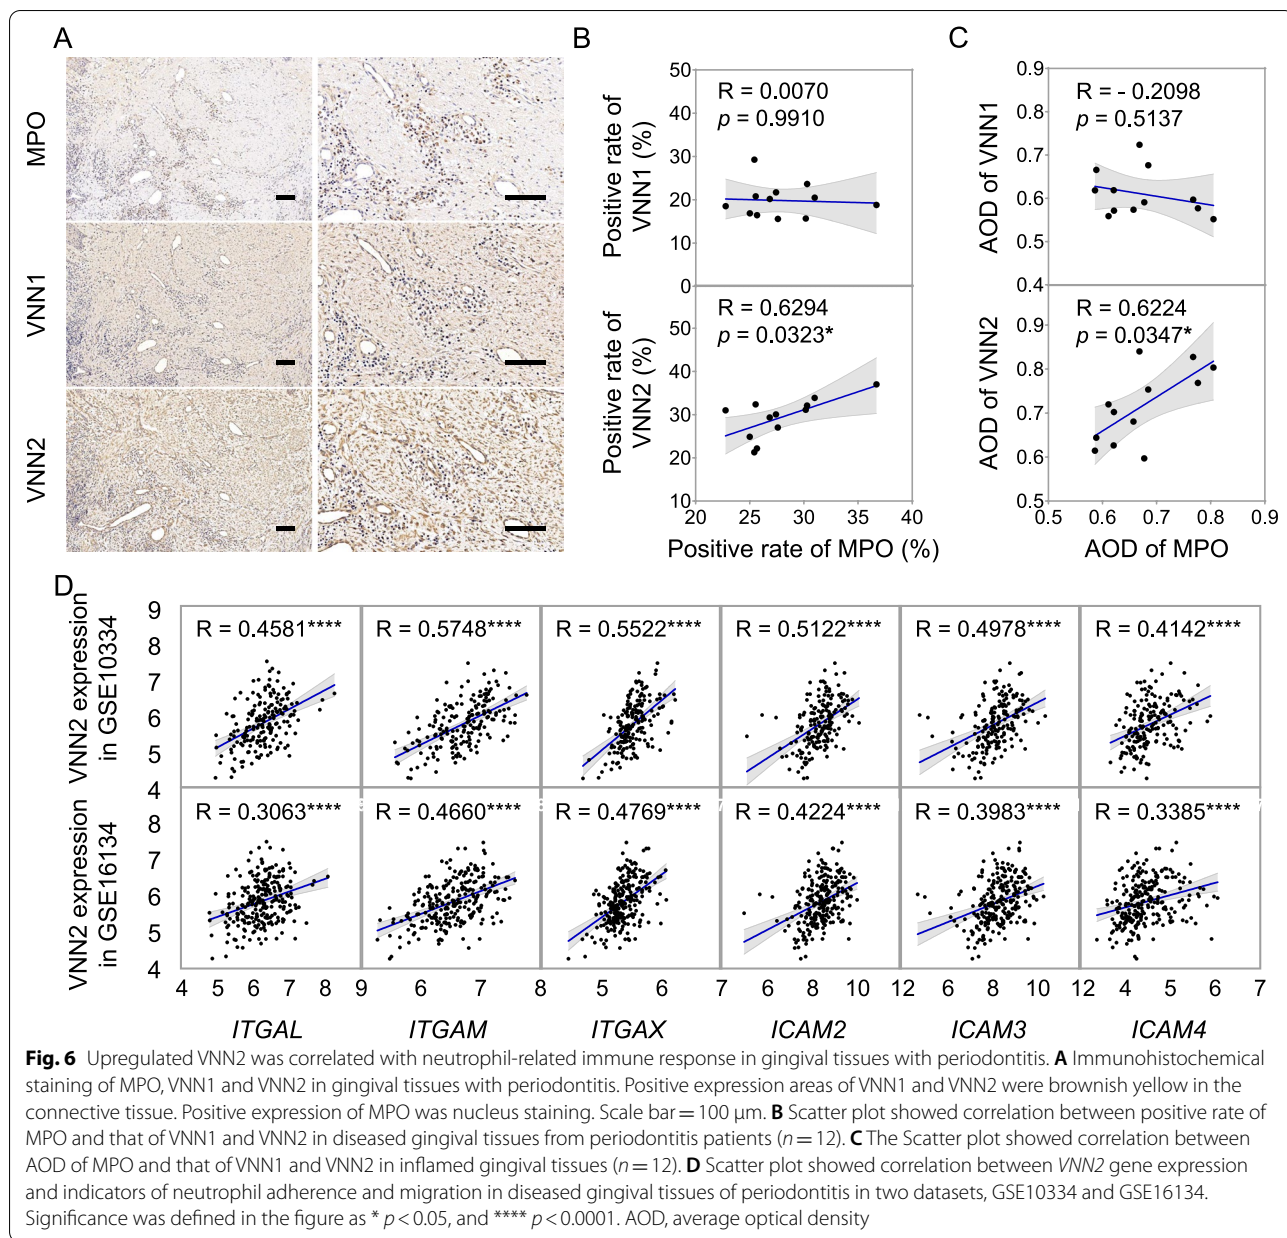 A
B
C
MPO
VNN1
VNN2
Positive rate of
VNN1 (%)
50
40
30
20
10
0
R = 0.0070
p = 0.9910
Positive rate of
VNN2 (%)
50
40
30
20
10
R = 0.6294
p = 0.0323*
20
25
30
35
40
Positive rate of MPO (%)
AOD of VNN1
0.9
0.8
0.7
0.6
0.5
0.4
R = - 0.2098
p = 0.5137
AOD of VNN2
0.9
0.8
0.7
0.6
0.5
R = 0.6224
p = 0.0347*
0.5
0.6
0.7
0.8
0.9
AOD of MPO
D
VNN2 expression
in GSE10334
9
8
7
6
5
4
R = 0.4581****
R = 0.5748****
R = 0.5522****
R = 0.5122****
R = 0.4978****
R = 0.4142****
VNN2 expression
in GSE16134
8
7
6
5
4
R = 0.3063****
R = 0.4660****
R = 0.4769****
R = 0.4224****
R = 0.3983****
R = 0.3385****
4 5 6 7 8 9 6 7 8 5 6 7 6 8 10 12 6 8 10 12 4 5 6 7
ITGAL ITGAM ITGAX ICAM2 ICAM3 ICAM4
Fig. 6 Upregulated VNN2 was correlated with neutrophil-related immune response in gingival tissues with periodontitis. A Immunohistochemical
staining of MPO, VNN1 and VNN2 in gingival tissues with periodontitis. Positive expression areas of VNN1 and VNN2 were brownish yellow in the
connective tissue. Positive expression of MPO was nucleus staining. Scale bar = 100 μm. B Scatter plot showed correlation between positive rate of
MPO and that of VNN1 and VNN2 in diseased gingival tissues from periodontitis patients (n = 12). C The Scatter plot showed correlation between
AOD of MPO and that of VNN1 and VNN2 in inflamed gingival tissues (n = 12). D Scatter plot showed correlation between VNN2 gene expression
and indicators of neutrophil adherence and migration in diseased gingival tissues of periodontitis in two datasets, GSE10334 and GSE16134.
Significance was defined in the figure as * p < 0.05, and **** p < 0.0001. AOD, average optical density